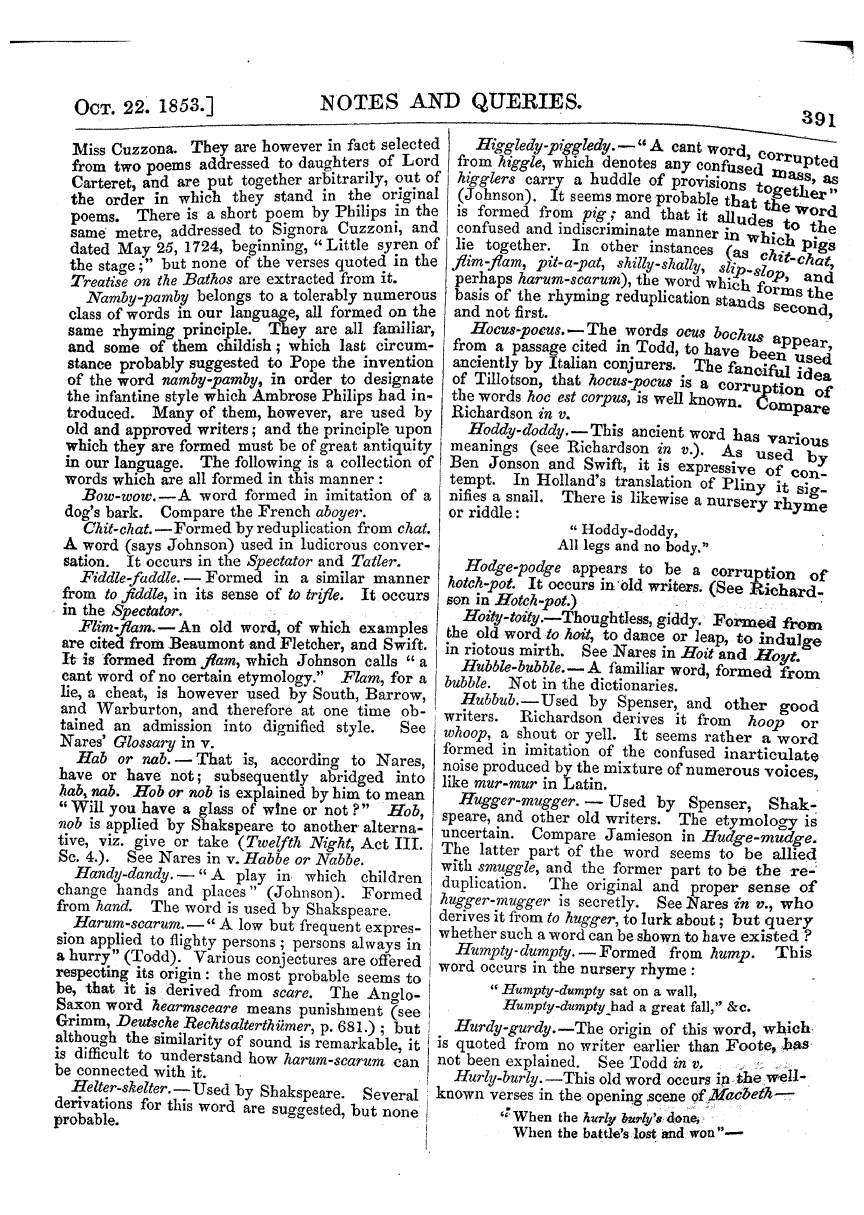 OCT. 22. 1853.] NOTES AND QUERIES. 391
Miss Cuzzona. They are however in fact selected
from two poems addressed to daughters of Lord
Carteret, and are put together arbitrarily, out of
the order in which they stand in the original
poems. There is a short poem by Philips in the
same metre, addressed to Signora Cuzzoni, and
dated May 25, 1724, beginning, "Little syren of
the stage;" but none of the verses quoted in the
Treatise on the Bathos are extracted from it.
Namby-pamby belongs to a tolerably numerous
class of words in our language, all formed on the
same rhyming principle. They are all familiar,
and some of them childish; which last circum-
stance probably suggested to Pope the invention
of the word namby-pamby, in order to designate
the infantine style which Ambrose Philips had in-
troduced. Many of them, however, are used by
old and approved writers; and the principle upon
which they are formed must be of great antiquity
in our language. The following is a collection of
words which are all formed in this manner:
Bow-wow.—A word formed in imitation of a
dog's bark. Compare the French aboyer.
Chit-chat.—Formed by reduplication from chat.
A word (says Johnson) used in ludicrous conver-
sation. It occurs in the Spectator and Tatler.
Fiddle-faddle.—Formed in a similar manner
from to fiddle, in its sense of to trifle. It occurs
in the Spectator.
Flim-flam.—An old word, of which examples
are cited from Beaumont and Fletcher, and Swift.
It is formed from flam, which Johnson calls "a
cant word of no certain etymology." Flam, for a
lie, a cheat, is however used by South, Barrow,
and Warburton, and therefore at one time ob-
tained an admission into dignified style. See
Nares' Glossary in v.
Hab or nab.—That is, according to Nares,
have or have not; subsequently abridged into
hab, nab. Hob or nob is explained by him to mean
"Will you have a glass of wine or not?" Hob,
nob is applied by Shakspeare to another alterna-
tive, viz. give or take (Twelfth Night, Act III.
Sc. 4.). See Nares in v. Habbe or Nabbe.
Handy-dandy.—"A play in which children
change hands and places" (Johnson). Formed
from hand. The word is used by Shakspeare.
Harum-scarum.—"A low but frequent expres-
sion applied to flighty persons; persons always in
a hurry" (Todd). Various conjectures are offered
respecting its origin: the most probable seems to
be, that it is derived from scare. The Anglo-
Saxon word hearmsceare means punishment (see
Grimm, Deutsche Rechtsalterthümer, p. 681.); but
although the similarity of sound is remarkable, it
is difficult to understand how harum-scarum can
be connected with it.
Helter-skelter.—Used by Shakspeare. Several
derivations for this word are suggested, but none
probable.
Higgledy-piggledy.—"A cant word, corrupted
from higgle, which denotes any confused mass, as
higglers carry a huddle of provisions together"
(Johnson). It seems more probable that the word
is formed from pig; and that it alludes to the
confused and indiscriminate manner in which pigs
lie together. In other instances (as chit-chat,
flim-flam, pit-a-pat, shilly-shally, slip-slop, and
perhaps harum-scarum), the word which forms the
basis of the rhyming reduplication stands second,
and not first.
Hocus-pocus.—The words ocus bochus appear,
from a passage cited in Todd, to have been used
anciently by Italian conjurers. The fanciful idea
of Tillotson, that hocus-pocus is a corruption of
the words hoc est corpus, is well known. Compare
Richardson in v.
Hoddy-doddy.—This ancient word has various
meanings (see Richardson in v.). As used by
Ben Jonson and Swift, it is expressive of con-
tempt. In Holland's translation of Pliny it sig-
nifies a snail. There is likewise a nursery rhyme
or riddle:
"Hoddy-doddy,
All legs and no body."
Hodge-podge appears to be a corruption of
hotch-pot. It occurs in old writers. (See Richard-
son in Hotch-pot.)
Hoity-toity.—Thoughtless, giddy. Formed from
the old word to hoit, to dance or leap, to indulge
in riotous mirth. See Nares in Hoit and Hoyt.
Hubble-bubble.—A familiar word, formed from
bubble. Not in the dictionaries.
Hubbub.—Used by Spenser, and other good
writers. Richardson derives it from hoop or
whoop, a shout or yell. It seems rather a word
formed in imitation of the confused inarticulate
noise produced by the mixture of numerous voices,
like mur-mur in Latin.
Hugger-mugger.—Used by Spenser, Shak-
speare, and other old writers. The etymology is
uncertain. Compare Jamieson in Hudge-mudge.
The latter part of the word seems to be allied
with smuggle, and the former part to be the re-
duplication. The original and proper sense of
hugger-mugger is secretly. See Nares in v., who
derives it from to hugger, to lurk about; but query
whether such a word can be shown to have existed?
Humpty-dumpty.—Formed from hump. This
word occurs in the nursery rhyme:
"Humpty-dumpty sat on a wall,
Humpty-dumpty had a great fall," &c.
Hurdy-gurdy.—The origin of this word, which
is quoted from no writer earlier than Foote, has
not been explained. See Todd in v.
Hurly-burly.—This old word occurs in the well-
known verses in the opening scene of Macbeth—
"When the hurly burly's done,
When the battle's lost and won"—